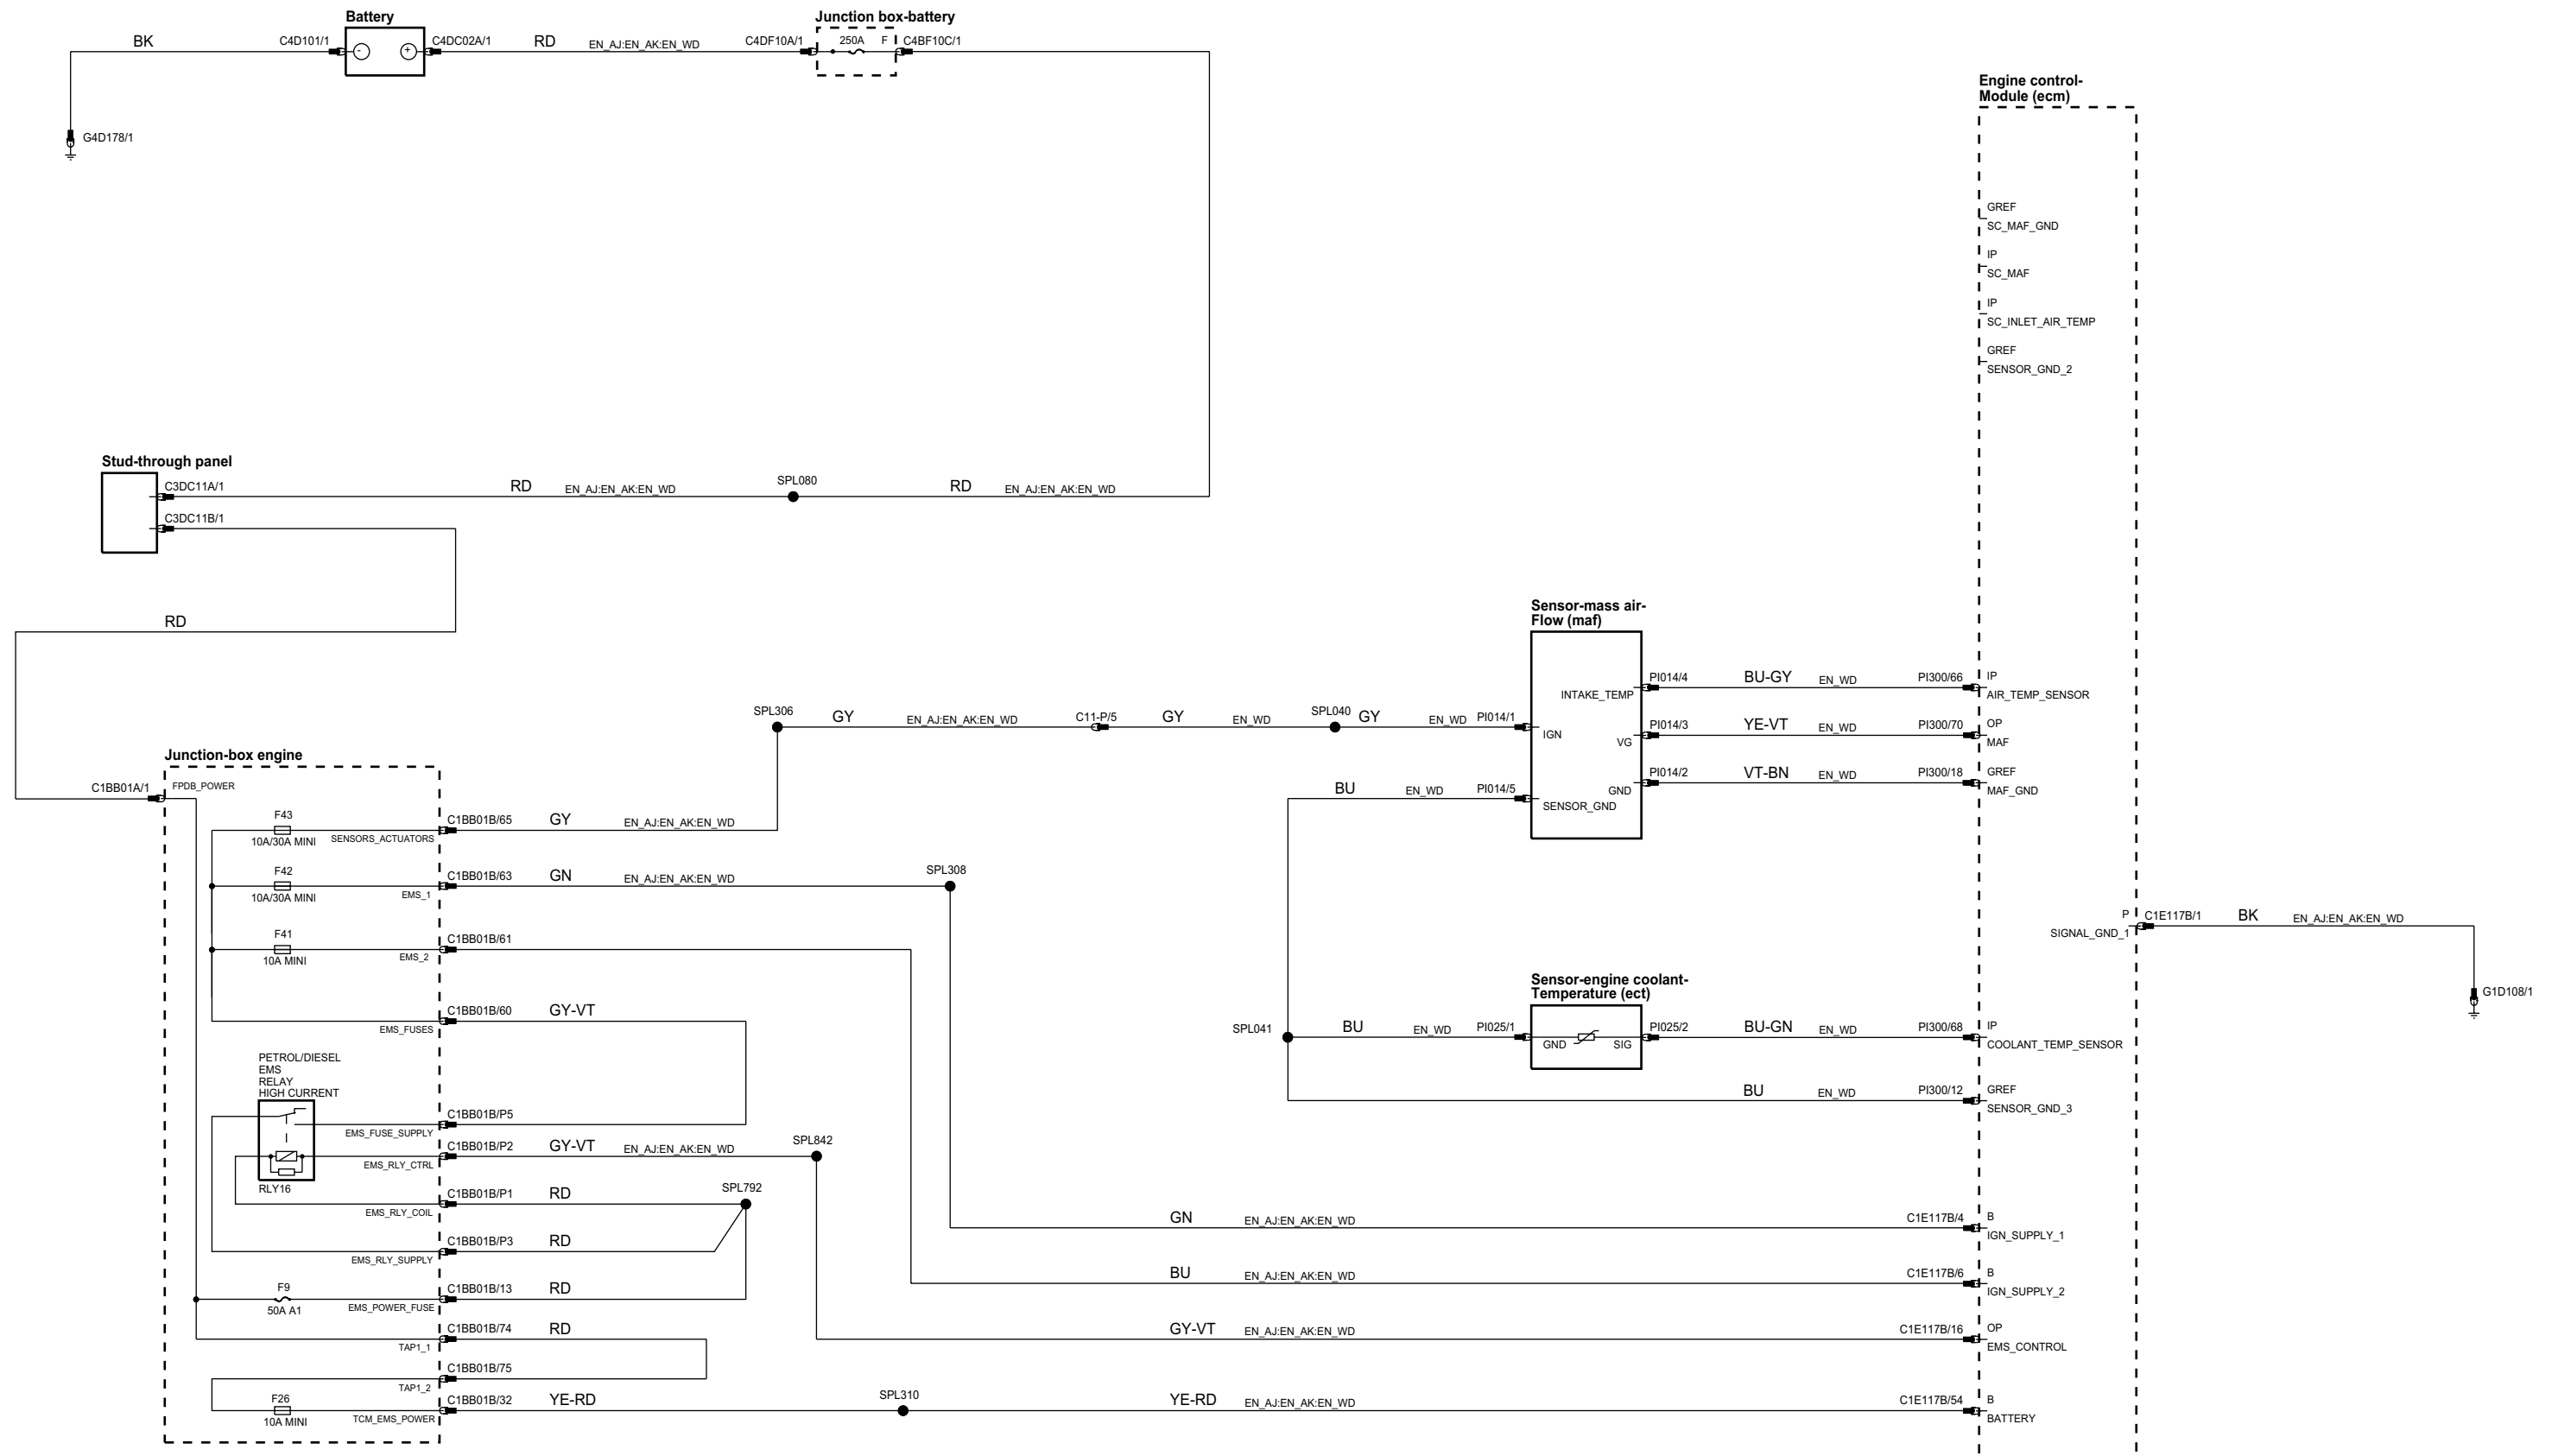 Battery
Junction box-battery
BK
C4D101/1
-
+
C4DC02A/1
RD
EN_AJ:EN_AK:EN_WD
C4DF10A/1
250A
F
C4BF10C/1
G4D178/1
Engine control-
Module (ecm)
GREF
SC_MAF_GND
IP
SC_MAF
IP
SC_INLET_AIR_TEMP
GREF
SENSOR_GND_2
Stud-through panel
C3DC11A/1
RD
EN_AJ:EN_AK:EN_WD
SPL080
RD
EN_AJ:EN_AK:EN_WD
C3DC11B/1
RD
Sensor-mass air-
Flow (maf)
INTAKE_TEMP
PI014/4
BU-GY
EN_WD
PI300/66
IP
AIR_TEMP_SENSOR
SPL306
GY
EN_AJ:EN_AK:EN_WD
C11-P/5
GY
EN_WD
SPL040
GY
EN_WD
PI014/1
IGN
VG
PI014/3
YE-VT
EN_WD
PI300/70
OP
MAF
GND
PI014/2
VT-BN
EN_WD
PI300/18
GREF
MAF_GND
BU
EN_WD
PI014/5
SENSOR_GND
Junction-box engine
C1BB01A/1
FPDB_POWER
F43
10A/30A MINI
SENSORS_ACTUATORS
C1BB01B/65
GY
EN_AJ:EN_AK:EN_WD
F42
10A/30A MINI
EMS_1
C1BB01B/63
GN
EN_AJ:EN_AK:EN_WD
SPL308
F41
10A MINI
EMS_2
C1BB01B/61
P
SIGNAL_GND_1
C1E117B/1
BK
EN_AJ:EN_AK:EN_WD
G1D108/1
EMS_FUSES
C1BB01B/60
GY-VT
Sensor-engine coolant-
Temperature (ect)
SPL041
BU
EN_WD
PI025/1
GND
SIG
PI025/2
BU-GN
EN_WD
PI300/68
IP
COOLANT_TEMP_SENSOR
BU
EN_WD
PI300/12
GREF
SENSOR_GND_3
PETROL/DIESEL
EMS
RELAY
HIGH CURRENT
RLY16
EMS_FUSE_SUPPLY
C1BB01B/P5
EMS_RLY_CTRL
C1BB01B/P2
GY-VT
EN_AJ:EN_AK:EN_WD
SPL842
EMS_RLY_COIL
C1BB01B/P1
RD
SPL792
EMS_RLY_SUPPLY
C1BB01B/P3
RD
GN
EN_AJ:EN_AK:EN_WD
C1E117B/4
B
IGN_SUPPLY_1
F9
50A A1
EMS_POWER_FUSE
C1BB01B/13
RD
BU
EN_AJ:EN_AK:EN_WD
C1E117B/6
B
IGN_SUPPLY_2
TAP1_1
C1BB01B/74
RD
GY-VT
EN_AJ:EN_AK:EN_WD
C1E117B/16
OP
EMS_CONTROL
TAP1_2
C1BB01B/75
F26
10A MINI
TCM_EMS_POWER
C1BB01B/32
YE-RD
SPL310
YE-RD
EN_AJ:EN_AK:EN_WD
C1E117B/54
B
BATTERY